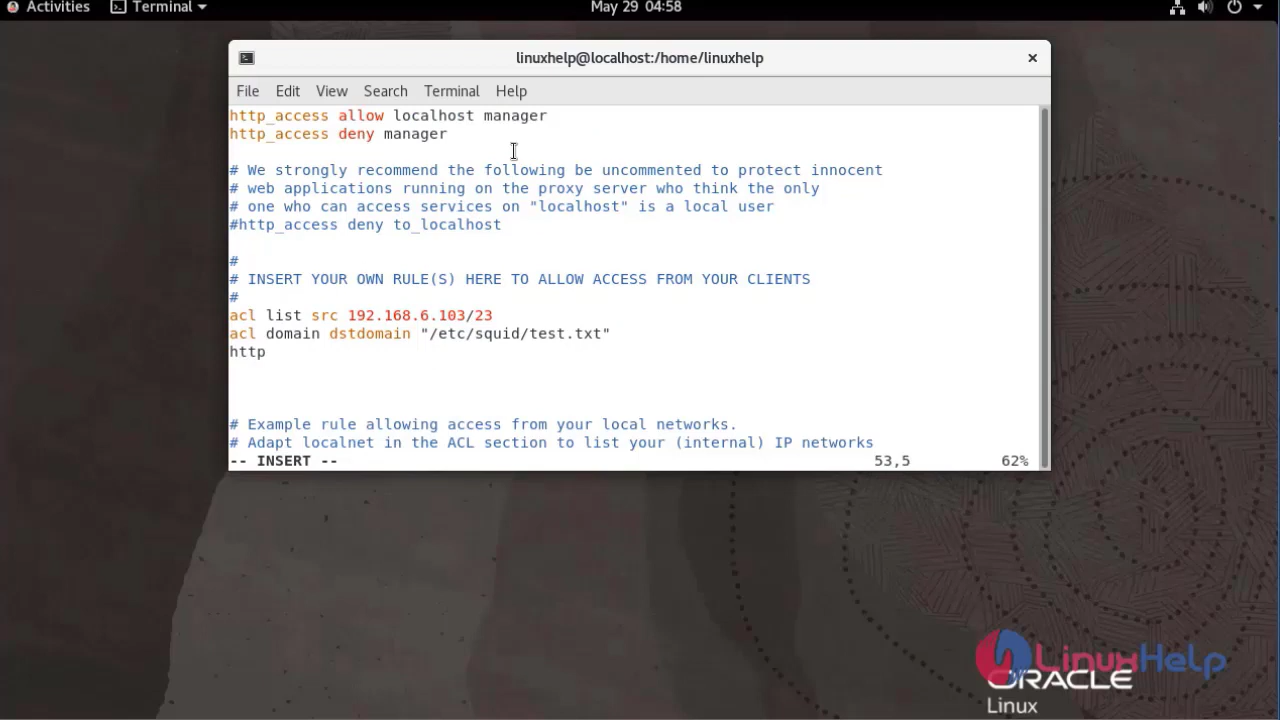 Activities
Terminal
May 29 04:58
linuxhelp@localhost:/home/linuxhelp
File Edit View Search Terminal Help
http_access allow localhost manager
http_access deny manager
# We strongly recommend the following be uncommented to protect innocent
# web applications running on the proxy server who think the only
# one who can access services on "localhost" is a local user
#http_access deny to_localhost
#
# INSERT YOUR OWN RULE(S) HERE TO ALLOW ACCESS FROM YOUR CLIENTS
#
acl list src 192.168.6.103/23
acl domain dstdomain "/etc/squid/test.txt"
http
# Example rule allowing access from your local networks.
# Adapt localnet in the ACL section to list your (internal) IP networks
-- INSERT -- 53,5 62%
LinuxHelp
ORACLE
Linux